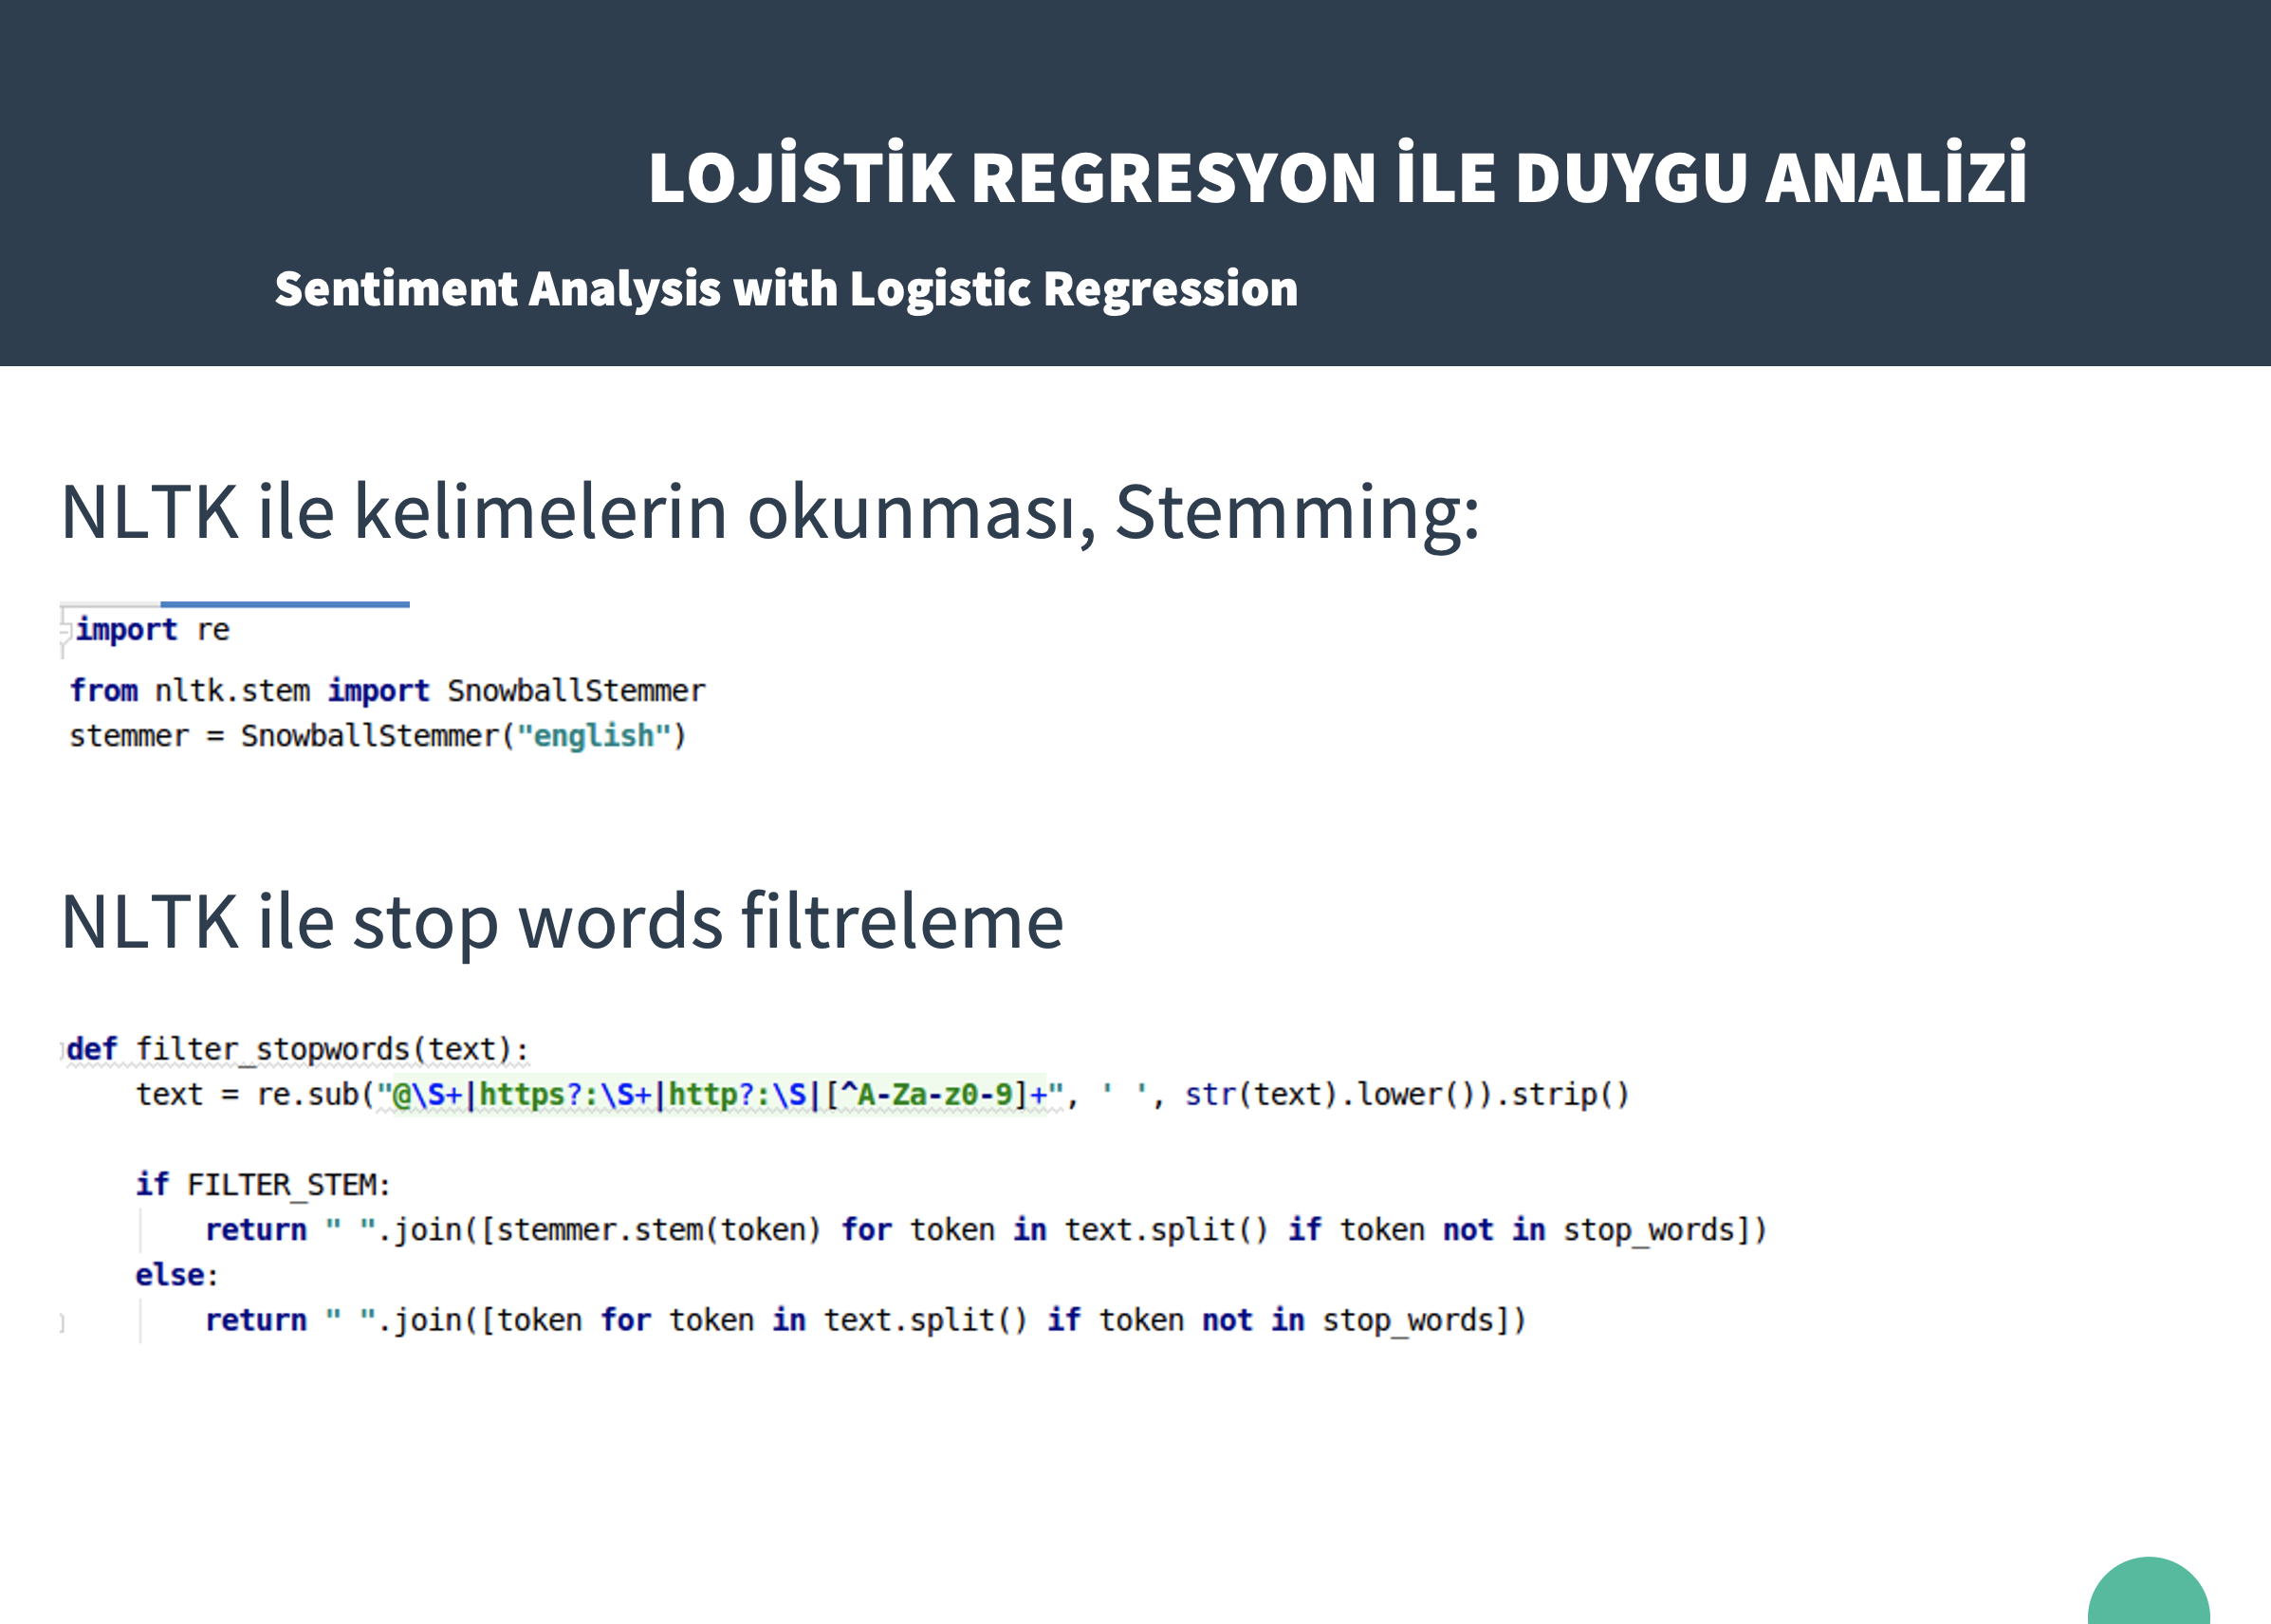 LOJİSTİK REGRESYON İLE DUYGU ANALİZİ
Sentiment Analysis with Logistic Regression
NLTK ile kelimelerin okunması, Stemming:
import re
from nltk.stem import SnowballStemmer
stemmer = SnowballStemmer("english")
NLTK ile stop words filtreleme
def filter_stopwords(text):
    text = re.sub("@\S+|https?:\S+|http?:\S|[^A-Za-z0-9]+", ' ', str(text).lower()).strip()
    if FILTER_STEM:
        return " ".join([stemmer.stem(token) for token in text.split() if token not in stop_words])
    else:
        return " ".join([token for token in text.split() if token not in stop_words])